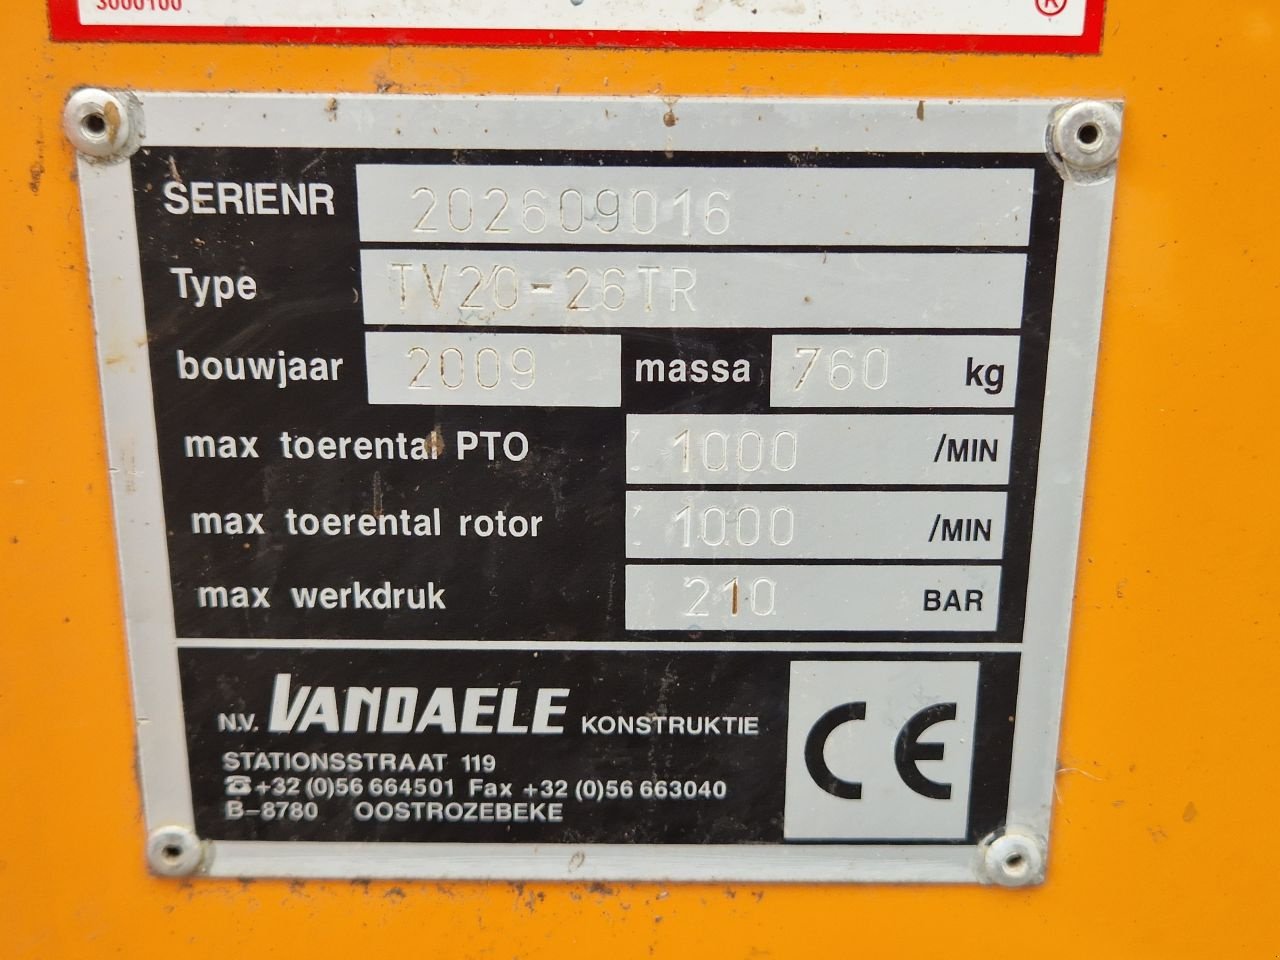 3000100 ®
SERIENR 202609016
Type TV20-26TR
bouwjaar 2009 massa 760 kg
max toerental PTO 1000 /MIN
max toerental rotor 1000 /MIN
max werkdruk 210 BAR
N.V. VANDAELE KONSTRUKTIE
STATIONSSTRAAT 119
☎+32 (0)56 664501 Fax +32 (0)56 663040
B-8780 OOSTROZEBEKE
CE